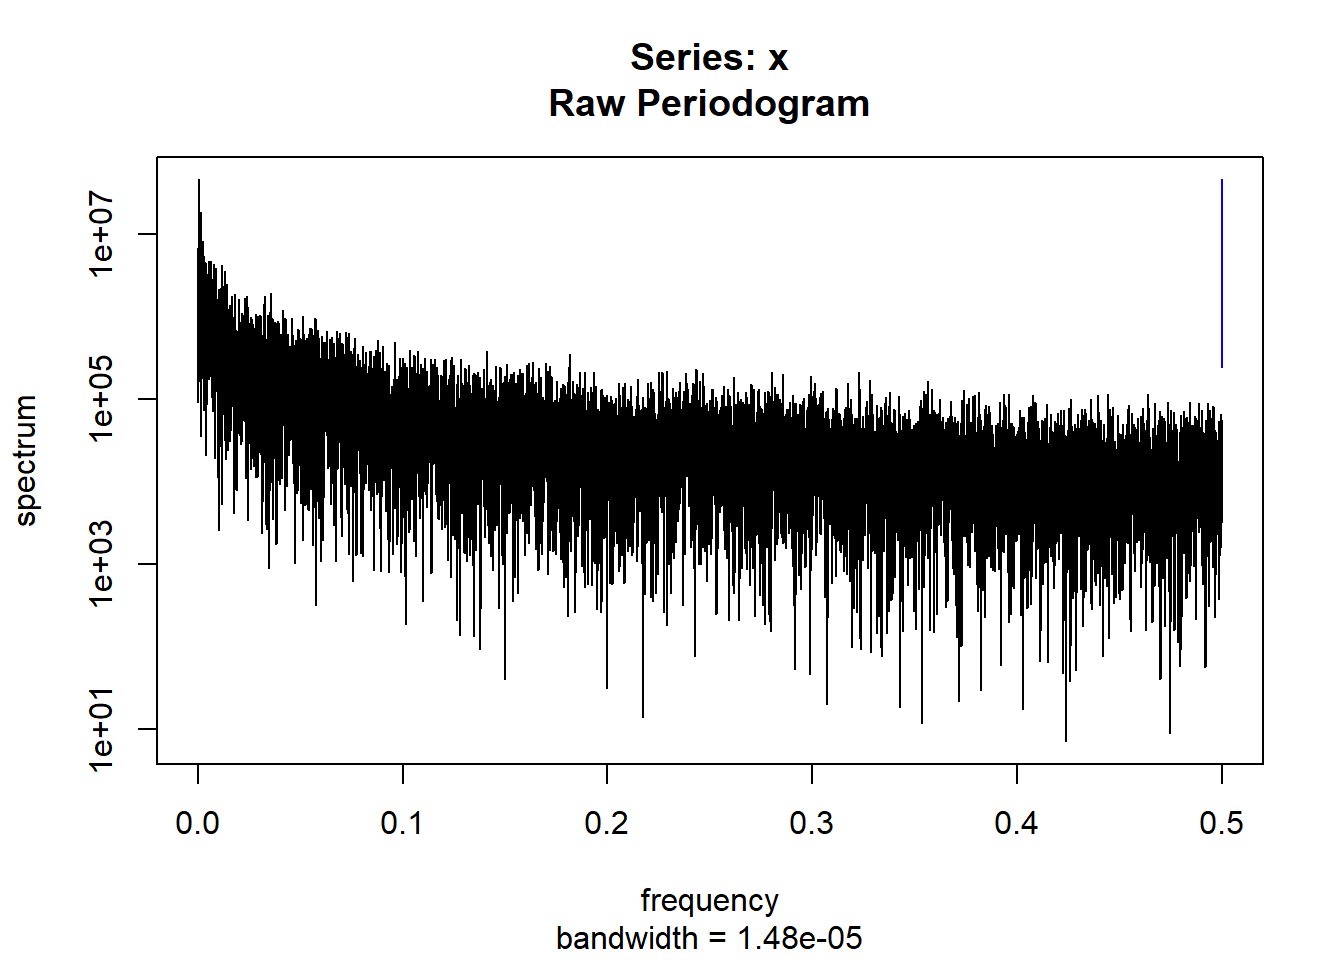 Series: x
Raw Periodogram
spectrum
1e+07
1e+05
1e+03
1e+01
0.0 0.1 0.2 0.3 0.4 0.5
frequency
bandwidth = 1.48e-05